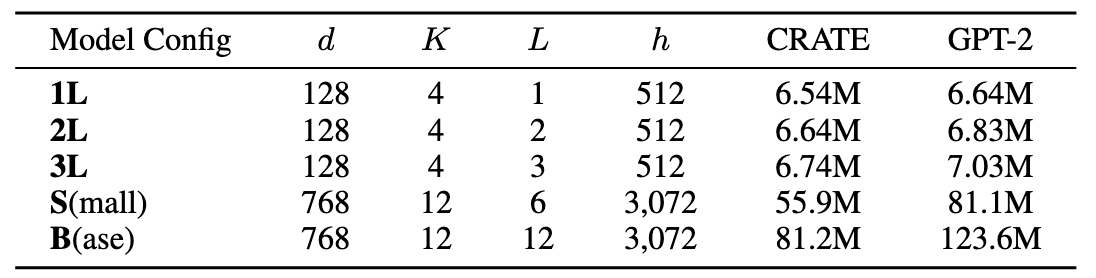 Model Config d K L h CRATE GPT-2
1L 128 4 1 512 6.54M 6.64M
2L 128 4 2 512 6.64M 6.83M
3L 128 4 3 512 6.74M 7.03M
S(mall) 768 12 6 3,072 55.9M 81.1M
B(ase) 768 12 12 3,072 81.2M 123.6M